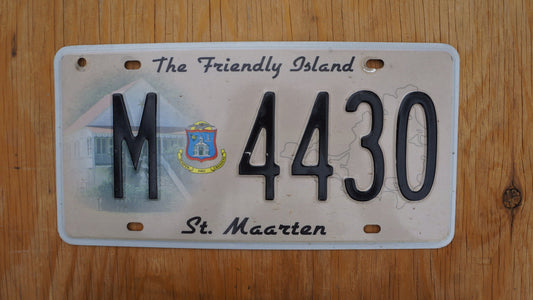 The Friendly Island
M 4430
St. Maarten